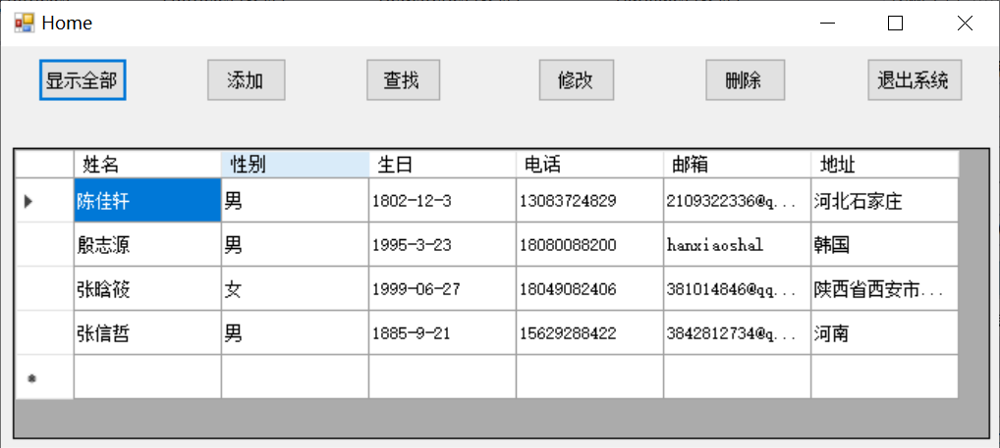 Home
显示全部 添加 查找 修改 删除 退出系统
姓名 性别 生日 电话 邮箱 地址
陈佳轩 男 1802-12-3 13083724829 2109322336@q... 河北石家庄
殷志源 男 1995-3-23 18080088200 hanxiaoshal 韩国
张晗筱 女 1999-06-27 18049082406 381014846@qq... 陕西省西安市...
张信哲 男 1885-9-21 15629288422 3842812734@q... 河南